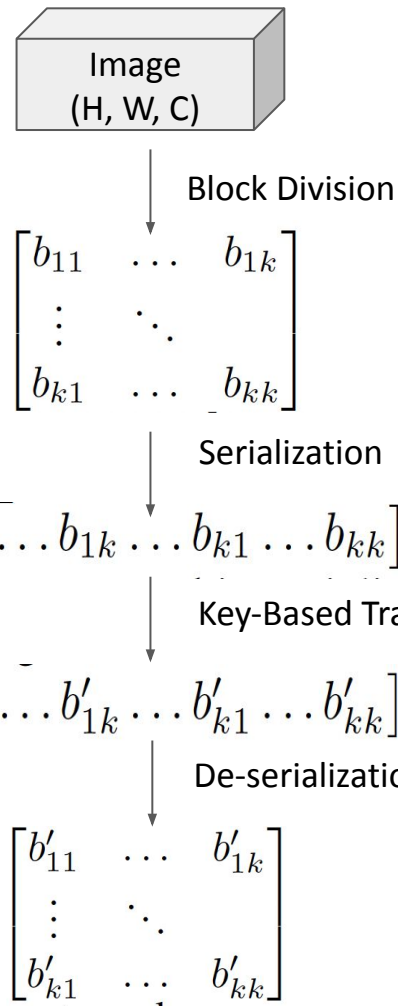 Image
(H, W, C)
Block Division
[b₁₁ … b₁ₖ
⋮ ⋱
bₖ₁ … bₖₖ]
Serialization
… b₁ₖ … bₖ₁ … bₖₖ]
Key-Based Tra
… b′₁ₖ … b′ₖ₁ … b′ₖₖ]
De-serializatio
[b′₁₁ … b′₁ₖ
⋮ ⋱
b′ₖ₁ … b′ₖₖ]